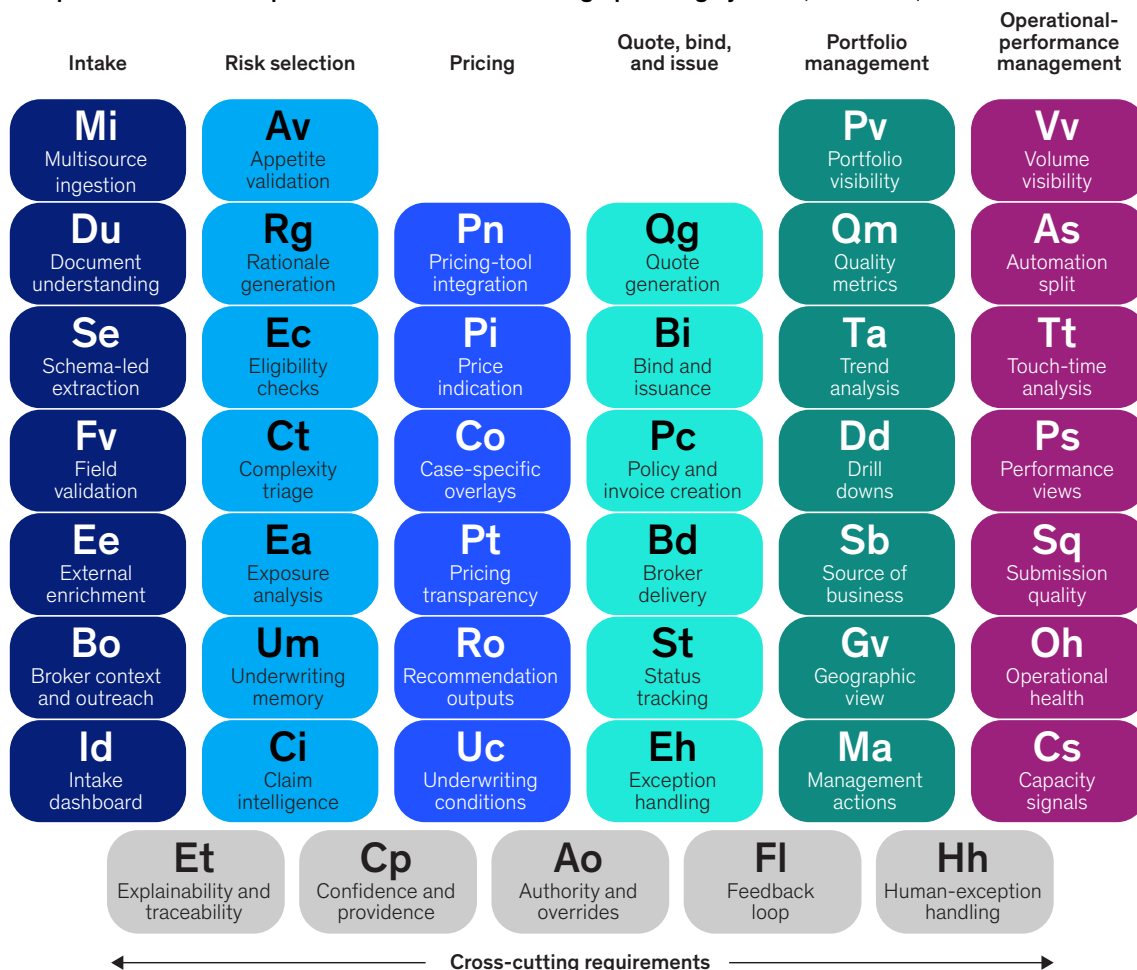 Operational-
performance
management
Quote, bind,
and issue
Portfolio
management
Intake
Risk selection
Pricing
Mi
Multisource
ingestion
Av
Appetite
validation
Pv
Portfolio
visibility
Vv
Volume
visibility
Du
Document
understanding
Rg
Rationale
generation
Pn
Pricing-tool
integration
Qg
Quote
generation
Qm
Quality
metrics
As
Automation
split
Se
Schema-led
extraction
Ec
Eligibility
checks
Pi
Price
indication
Bi
Bind and
issuance
Ta
Trend
analysis
Tt
Touch-time
analysis
Fv
Field
validation
Ct
Complexity
triage
Co
Case-specific
overlays
Pc
Policy and
invoice creation
Dd
Drill
downs
Ps
Performance
views
Ee
External
enrichment
Ea
Exposure
analysis
Pt
Pricing
transparency
Bd
Broker
delivery
Sb
Source of
business
Sq
Submission
quality
Bo
Broker context
and outreach
Um
Underwriting
memory
Ro
Recommendation
outputs
St
Status
tracking
Gv
Geographic
view
Oh
Operational
health
Id
Intake
dashboard
Ci
Claim
intelligence
Uc
Underwriting
conditions
Eh
Exception
handling
Ma
Management
actions
Cs
Capacity
signals
Et
Explainability and
traceability
Cp
Confidence and
providence
Ao
Authority and
overrides
Fl
Feedback
loop
Hh
Human-exception
handling
Cross-cutting requirements